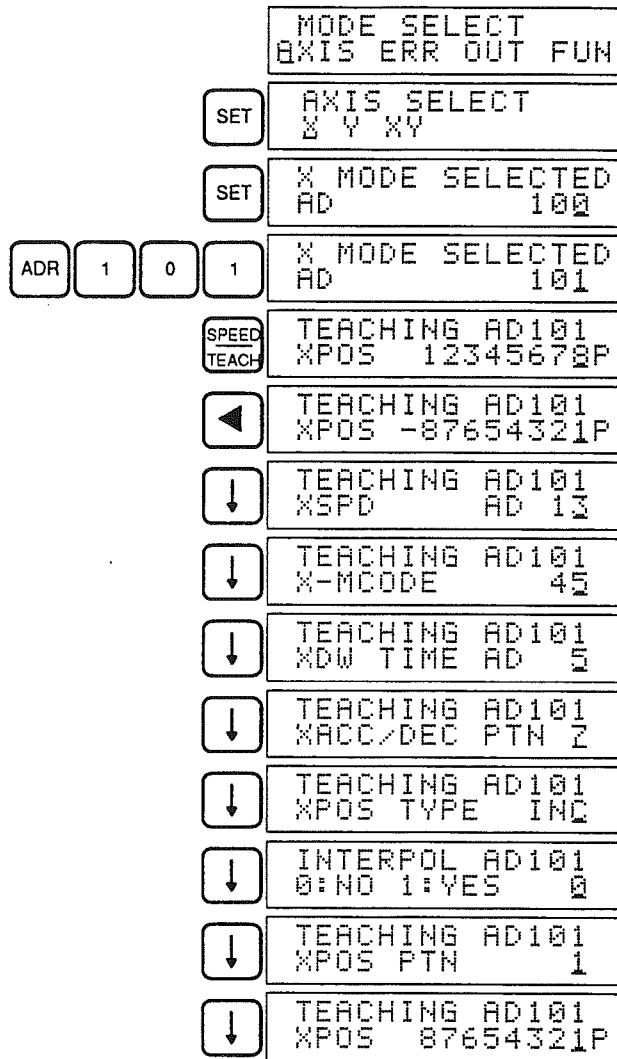 MODE SELECT
AXIS ERR OUT FUN
SET
AXIS SELECT
X Y XY
SET
X MODE SELECTED
AD 100
ADR 1 0 1
X MODE SELECTED
AD 101
SPEED
TEACH
TEACHING AD101
XPOS 12345678P
TEACHING AD101
XPOS -87654321P
TEACHING AD101
XSPD AD 13
TEACHING AD101
X-MCODE 45
TEACHING AD101
XDW TIME AD 5
TEACHING AD101
XACC/DEC PTN 7
TEACHING AD101
XPOS TYPE INC
INTERPOL AD101
0:NO 1:YES 0
TEACHING AD101
XPOS PTN 1
TEACHING AD101
XPOS 87654321P